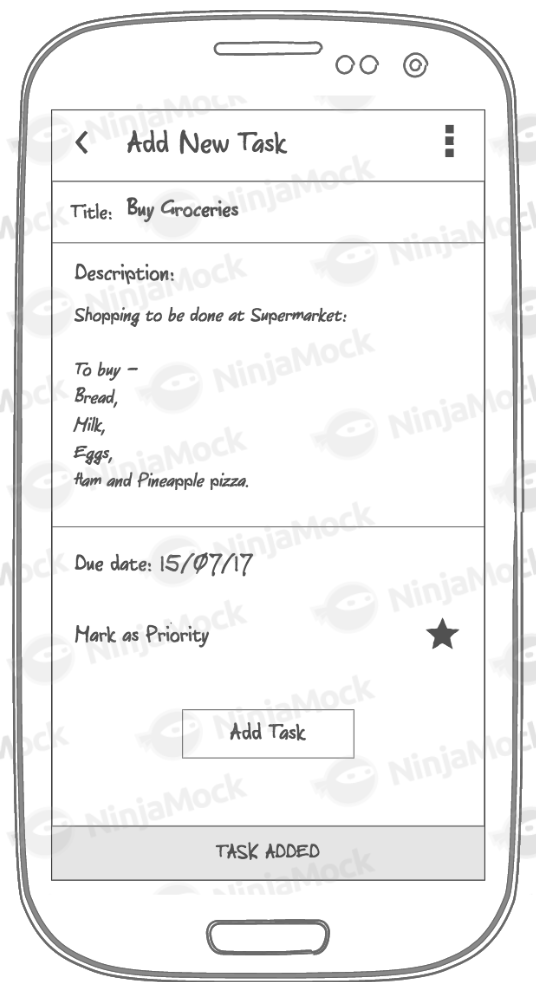 Add New Task
Title: Buy Groceries
Description:
Shopping to be done at Supermarket:
To buy -
Bread,
Milk,
Eggs,
Ham and Pineapple pizza.
Due date: 15/07/17
Mark as Priority
Add Task
TASK ADDED
NinjaMock